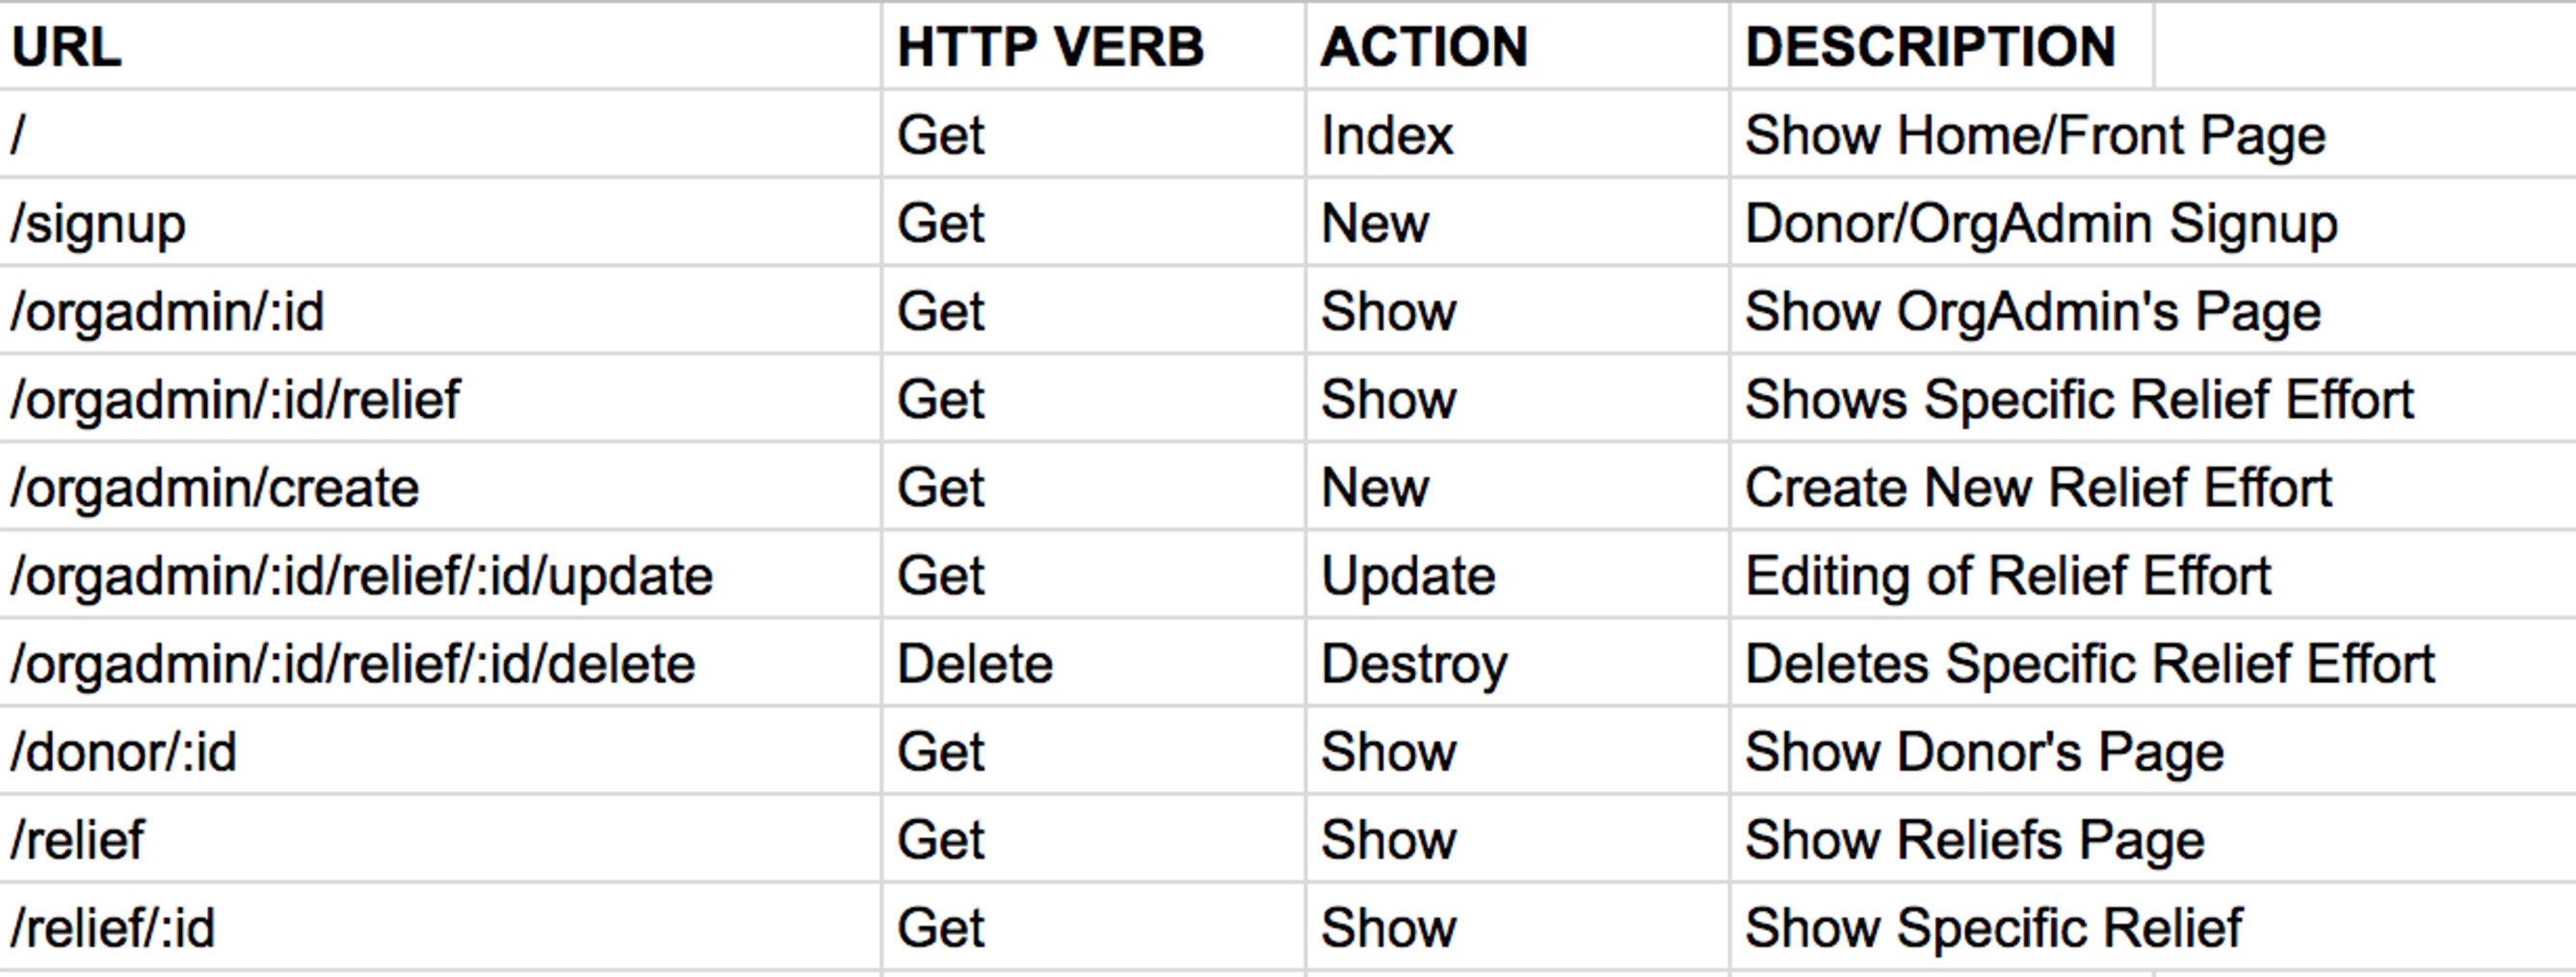 URL HTTP VERB ACTION DESCRIPTION
/ Get Index Show Home/Front Page
/signup Get New Donor/OrgAdmin Signup
/orgadmin/:id Get Show Show OrgAdmin's Page
/orgadmin/:id/relief Get Show Shows Specific Relief Effort
/orgadmin/create Get New Create New Relief Effort
/orgadmin/:id/relief/:id/update Get Update Editing of Relief Effort
/orgadmin/:id/relief/:id/delete Delete Destroy Deletes Specific Relief Effort
/donor/:id Get Show Show Donor's Page
/relief Get Show Show Reliefs Page
/relief/:id Get Show Show Specific Relief